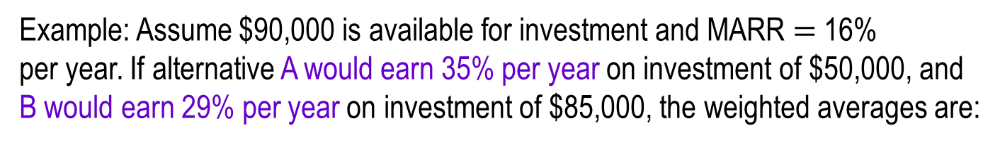 Example: Assume $90,000 is available for investment and MARR = 16%
per year. If alternative A would earn 35% per year on investment of $50,000, and
B would earn 29% per year on investment of $85,000, the weighted averages are: